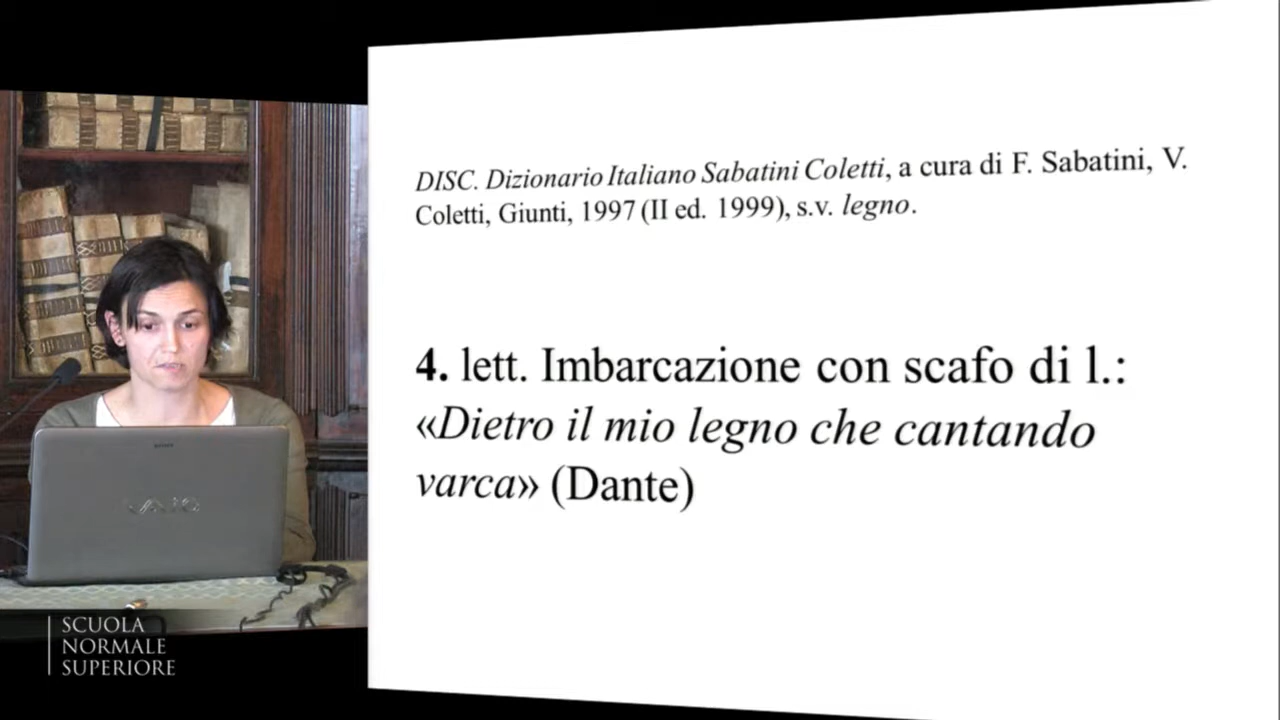 DISC. Dizionario Italiano Sabatini Coletti, a cura di F. Sabatini, V.
Coletti, Giunti, 1997 (II ed. 1999), s.v. legno.
4. lett. Imbarcazione con scafo di l.:
«Dietro il mio legno che cantando
varca» (Dante)
VAIO
SCUOLA
NORMALE
SUPERIORE